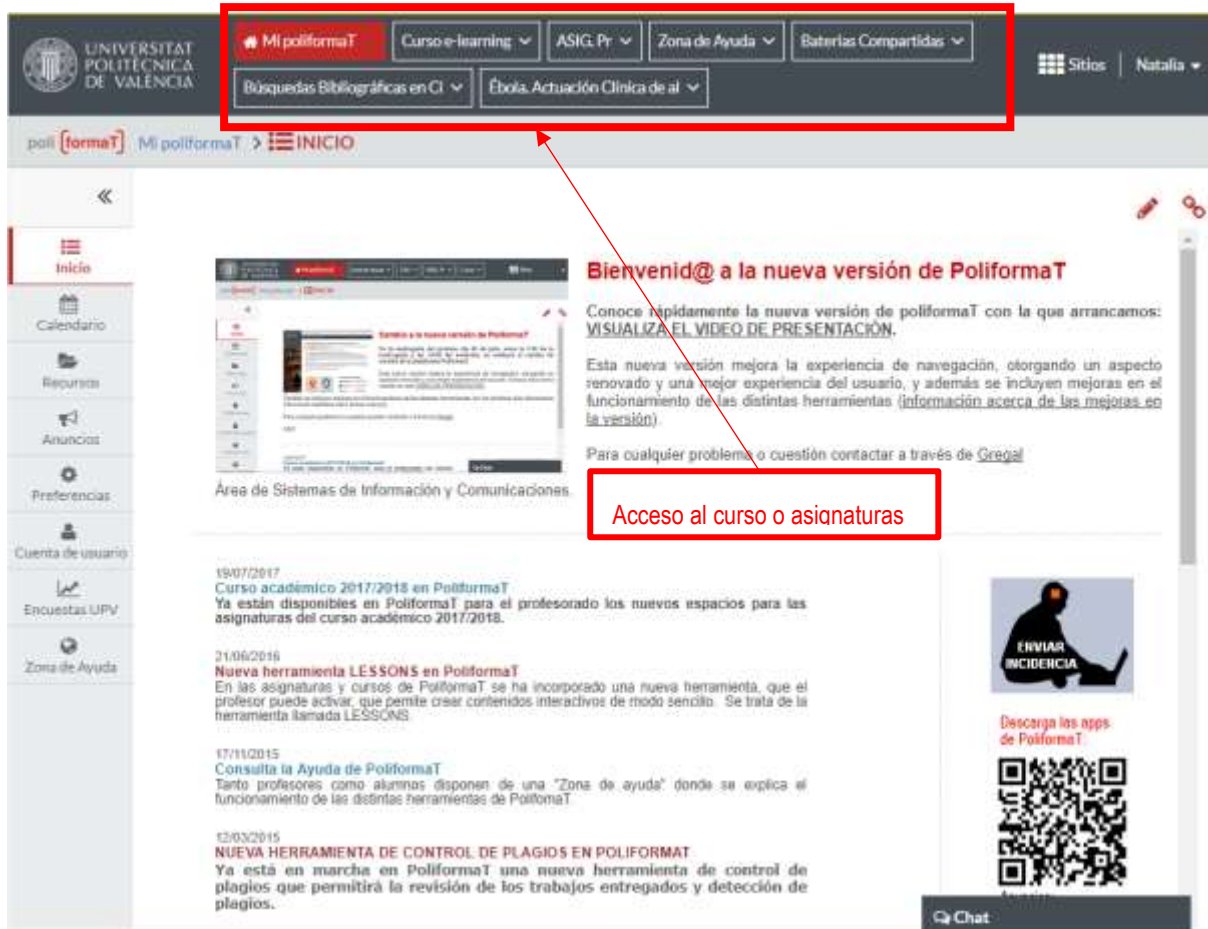 UNIVERSITAT
POLITÈCNICA
DE VALÈNCIA
Mi poliformaT
Curso e-learning
ASIG. Pr
Zona de Ayuda
Baterías Compartidas
Búsquedas Bibliográficas en CI
Ébola. Actuación Clínica de al
Sitios
Natalia
poli [formaT] Mi poliformaT > INICIO
Inicio
Calendario
Recursos
Anuncios
Preferencias
Cuenta de usuario
Encuestas UPV
Zona de Ayuda
Bienvenid@ a la nueva versión de PoliformaT
Conoce rápidamente la nueva versión de poliformaT con la que arrancamos:
VISUALIZA EL VIDEO DE PRESENTACIÓN.
Esta nueva versión mejora la experiencia de navegación, otorgando un aspecto
renovado y una mejor experiencia del usuario, y además se incluyen mejoras en el
funcionamiento de las distintas herramientas (información acerca de las mejoras en
la versión)
Para cualquier problema o cuestión contactar a través de Gregal
Área de Sistemas de Información y Comunicaciones.
Acceso al curso o asignaturas
19/07/2017
Curso académico 2017/2018 en PoliformaT
Ya están disponibles en PoliformaT para el profesorado los nuevos espacios para las
asignaturas del curso académico 2017/2018.
21/06/2016
Nueva herramienta LESSONS en PoliformaT
En las asignaturas y cursos de PoliformaT se ha incorporado una nueva herramienta, que el
profesor puede activar, que pemite crear contenidos interactivos de modo sencillo. Se trata de la
herramienta llamada LESSONS
17/11/2015
Consulta la Ayuda de PoliformaT
Tanto profesores como alumnos disponen de una "Zona de ayuda" donde se explica el
funcionamiento de las distintas herramientas de PolifomaT
12/03/2015
NUEVA HERRAMIENTA DE CONTROL DE PLAGIOS EN POLIFORMAT
Ya está en marcha en PoliformaT una nueva herramienta de control de
plagios que permitirá la revisión de los trabajos entregados y detección de
plagios.
ENVIAR
INCIDENCIA
Descarga las apps
de PoliformaT
Chat